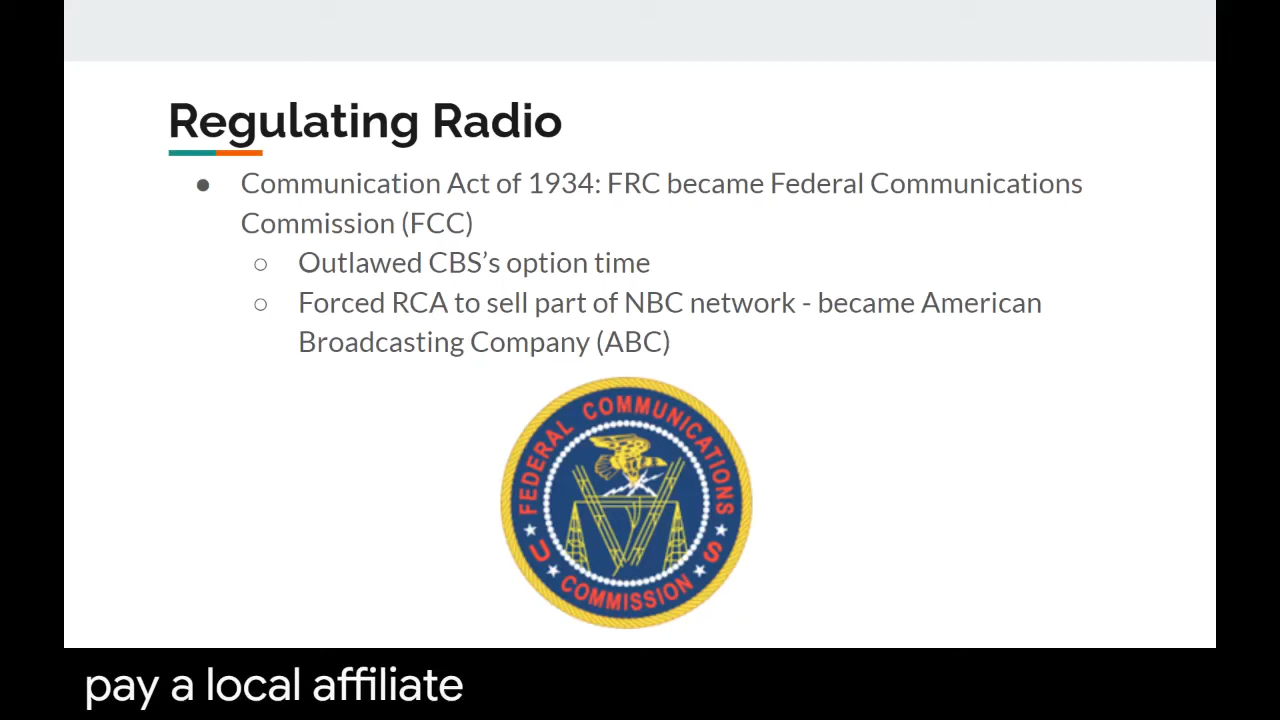 Regulating Radio
● Communication Act of 1934: FRC became Federal Communications
Commission (FCC)
○ Outlawed CBS’s option time
○ Forced RCA to sell part of NBC network - became American
Broadcasting Company (ABC)
FEDERAL COMMUNICATIONS
U S
COMMISSION
pay a local affiliate